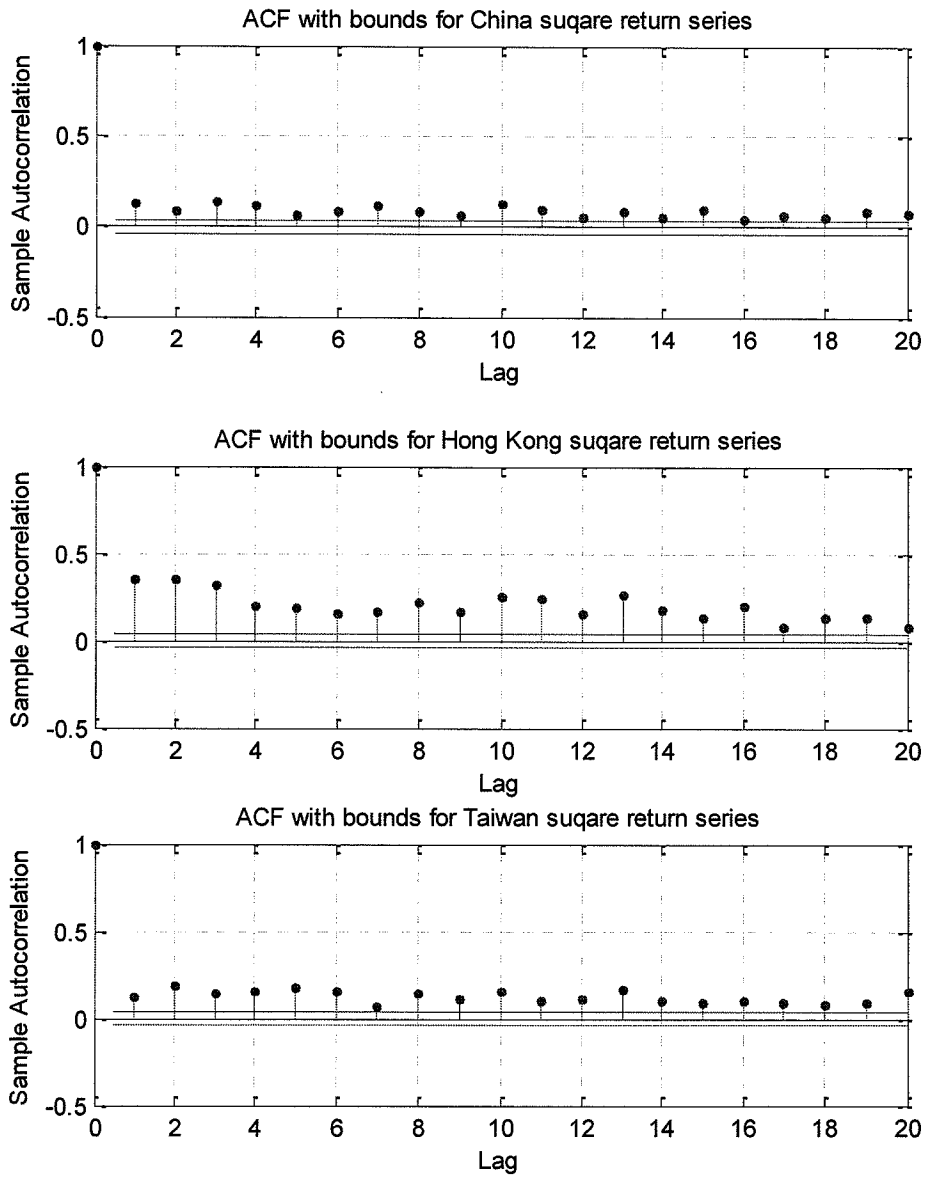 ACF with bounds for China suqare return series
Sample Autocorrelation
1
0.5
0
-0.5
0 2 4 6 8 10 12 14 16 18 20
Lag
ACF with bounds for Hong Kong suqare return series
Sample Autocorrelation
1
0.5
0
-0.5
0 2 4 6 8 10 12 14 16 18 20
Lag
ACF with bounds for Taiwan suqare return series
Sample Autocorrelation
1
0.5
0
-0.5
0 2 4 6 8 10 12 14 16 18 20
Lag